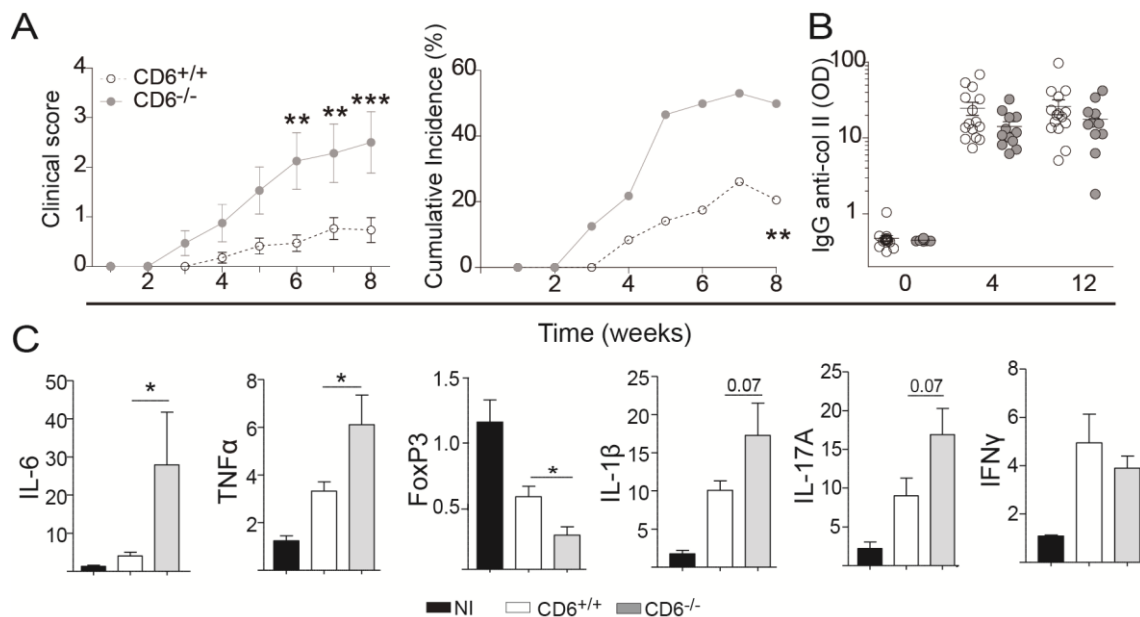 A
Clinical score
4
3
2
1
0
CD6+/+
CD6-/-
** ** ***
2 4 6 8
Cumulative Incidence (%)
60
40
20
0
**
2 4 6 8
B
IgG anti-col II (OD)
100
10
1
0 4 12
Time (weeks)
C
IL-6
50
40
30
20
10
*
TNFα
8
6
4
2
*
FoxP3
1.5
1.0
0.5
*
IL-1β
25
20
15
10
5
0.07
IL-17A
25
20
15
10
5
0.07
IFNγ
8
6
4
2
NI CD6+/+ CD6-/-